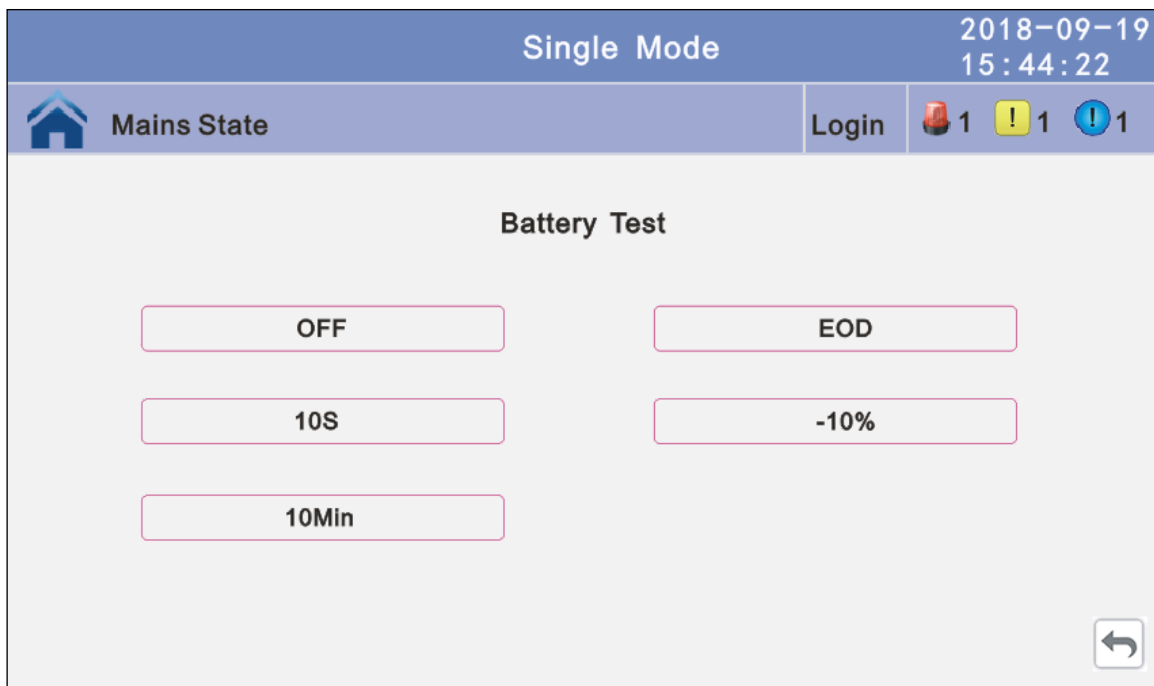 Single Mode
2018-09-19
15:44:22
Mains State
Login
1
! 1
! 1
Battery Test
OFF
EOD
10S
-10%
10Min